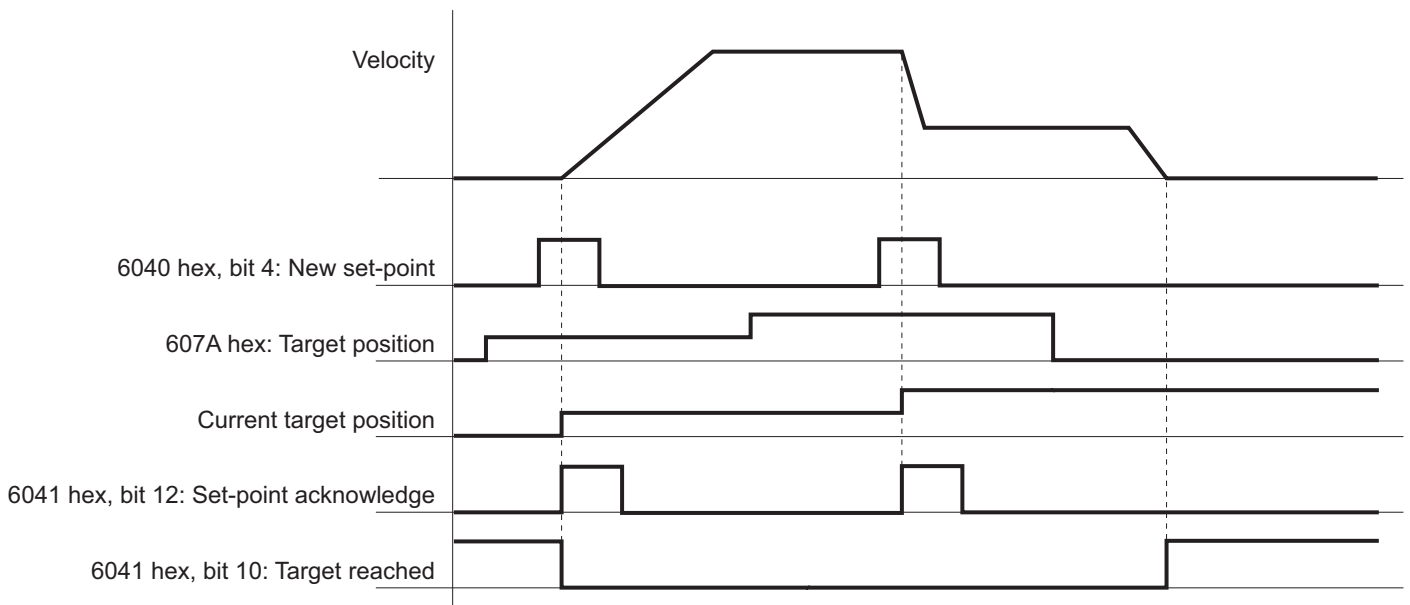 Velocity
6040 hex, bit 4: New set-point
607A hex: Target position
Current target position
6041 hex, bit 12: Set-point acknowledge
6041 hex, bit 10: Target reached